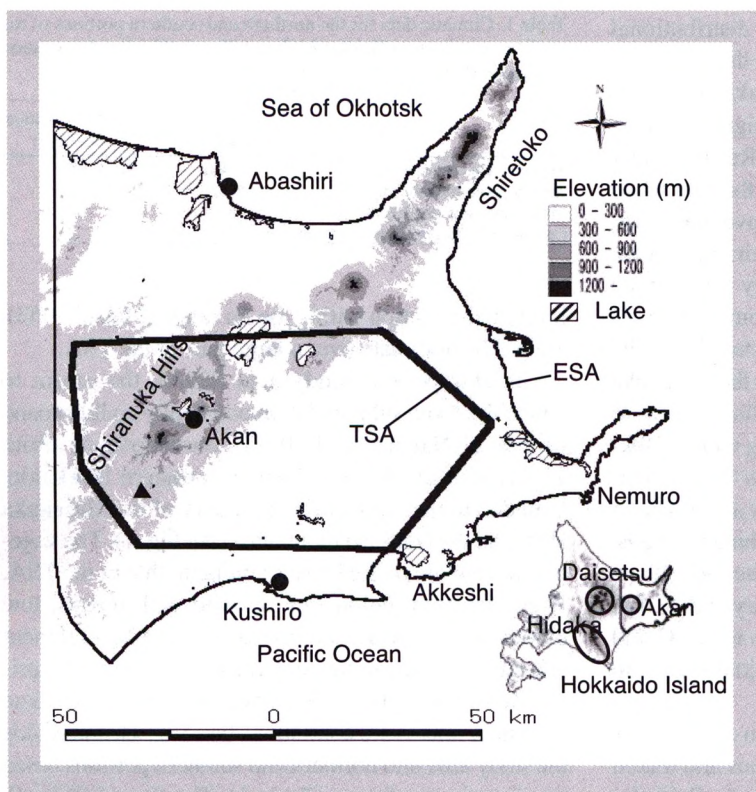 Sea of Okhotsk
N
Abashiri
Shiretoko
Elevation (m)
0 - 300
300 - 600
600 - 900
900 - 1200
1200 -
Lake
Shiranuka Hills
ESA
Akan
TSA
Nemuro
Akkeshi
Kushiro
Pacific Ocean
Daisetsu
Akan
Hidaka
Hokkaido Island
50 0 50 km